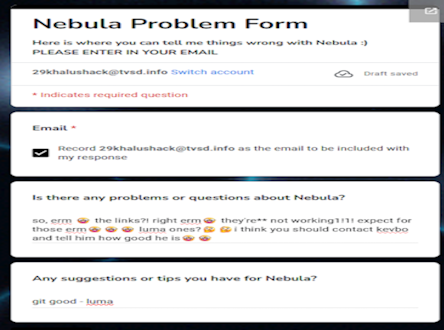 Nebula Problem Form
Here is where you can tell me things wrong with Nebula :)
PLEASE ENTER IN YOUR EMAIL
29khalushack@tvsd.info Switch account
Draft saved
* Indicates required question
Email *
Record 29khalushack@tvsd.info as the email to be included with
my response
Is there any problems or questions about Nebula?
so, erm 🤓 the links?! right erm 🤓 they're** not working1!1! expect for
those erm 🤓 🤓 🤓 luma ones? 🤔 🤔 i think you should contact kevbo
and tell him how good he is 🤓 🤓
Any suggestions or tips you have for Nebula?
git good - luma